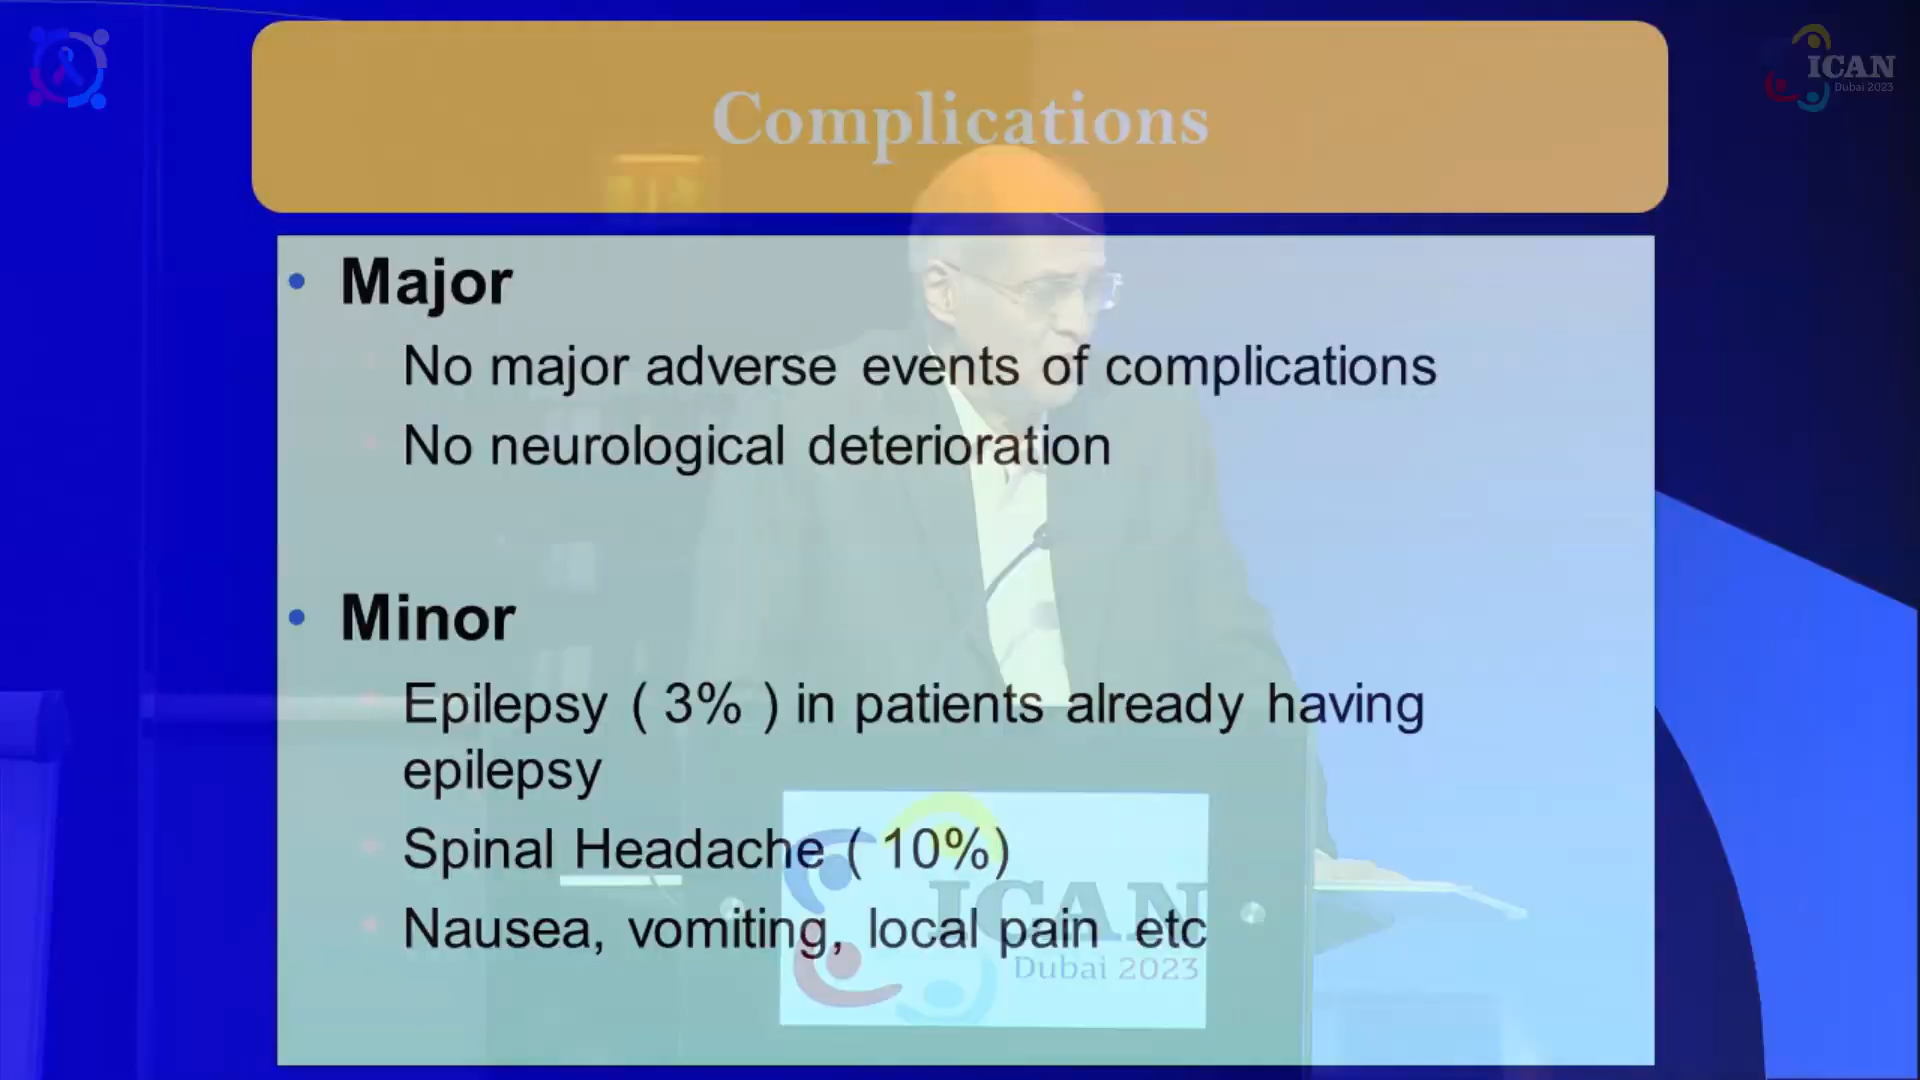 ICAN
Dubai 2023
Complications
Major
No major adverse events of complications
No neurological deterioration
Minor
Epilepsy ( 3% ) in patients already having
epilepsy
Spinal Headache ( 10%)
Nausea, vomiting, local pain etc
ICAN
Dubai 2023